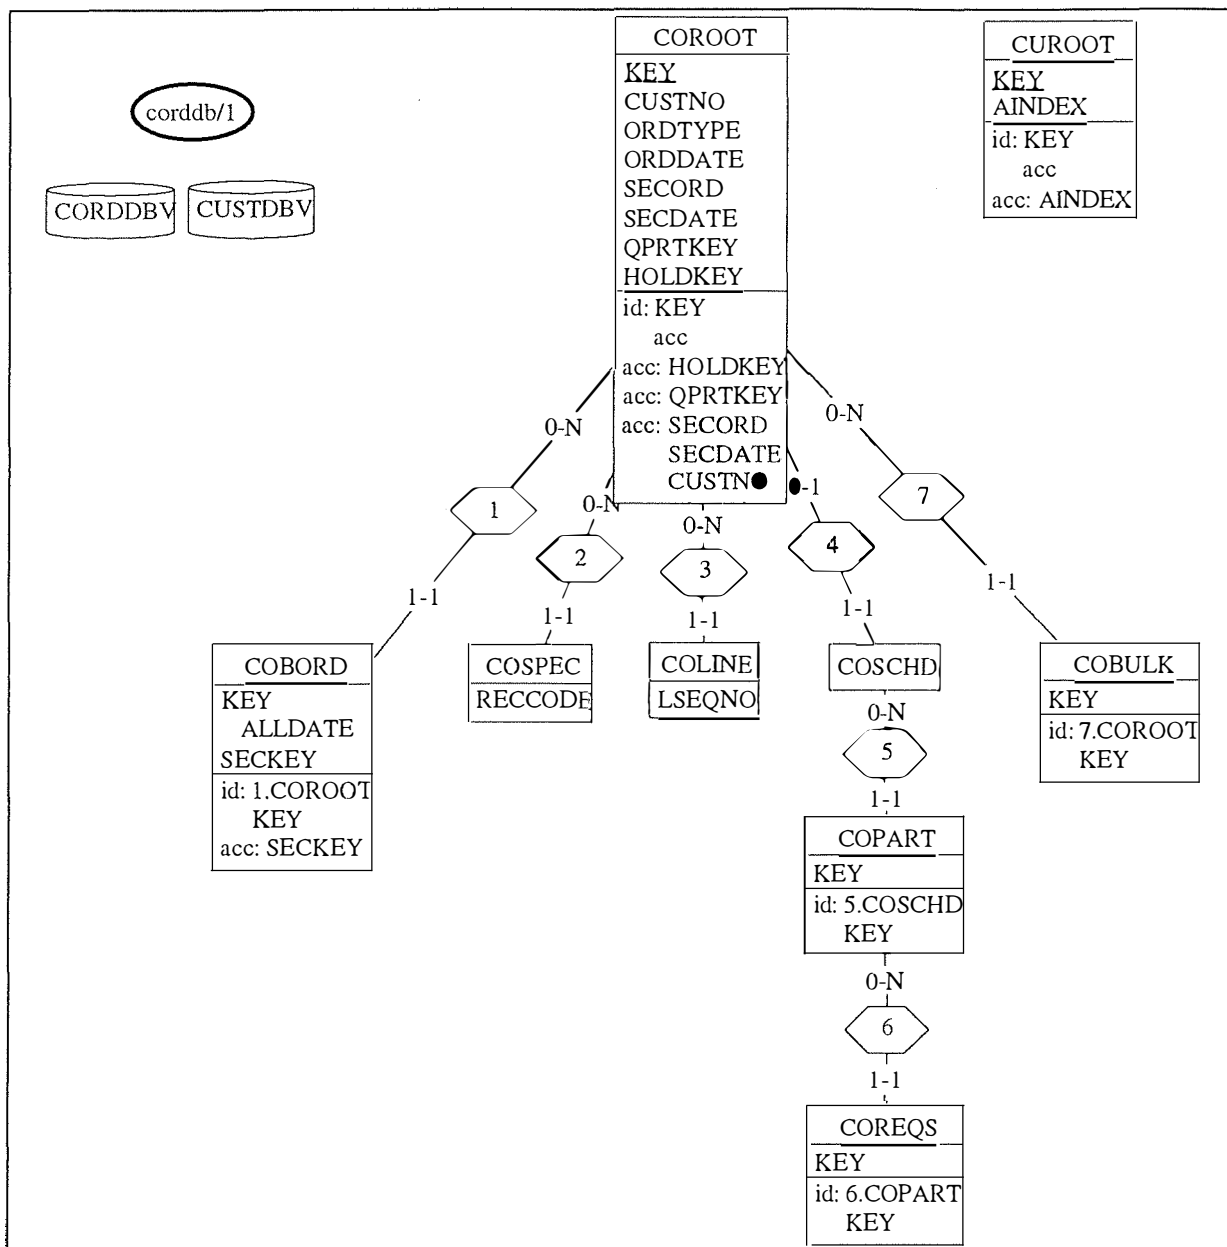 corddb/1
CORDDBV
CUSTDBV
COROOT
KEY
CUSTNO
ORDTYPE
ORDDATE
SECORD
SECDATE
QPRTKEY
HOLDKEY
id: KEY
acc
acc: HOLDKEY
acc: QPRTKEY
acc: SECORD
SECDATE
CUSTN●
CUROOT
KEY
AINDEX
id: KEY
acc
acc: AINDEX
0-N
1
1-1
0-N
2
1-1
0-N
3
1-1
●-1
4
1-1
0-N
7
1-1
COBORD
KEY
ALLDATE
SECKEY
id: 1.COROOT
KEY
acc: SECKEY
COSPEC
RECCODE
COLINE
LSEQNO
COSCHD
0-N
5
1-1
COBULK
KEY
id: 7.COROOT
KEY
COPART
KEY
id: 5.COSCHD
KEY
0-N
6
1-1
COREQS
KEY
id: 6.COPART
KEY